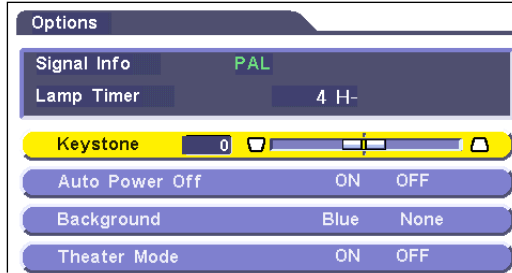 Options
Signal Info PAL
Lamp Timer 4 H-
Keystone 0
Auto Power Off ON OFF
Background Blue None
Theater Mode ON OFF